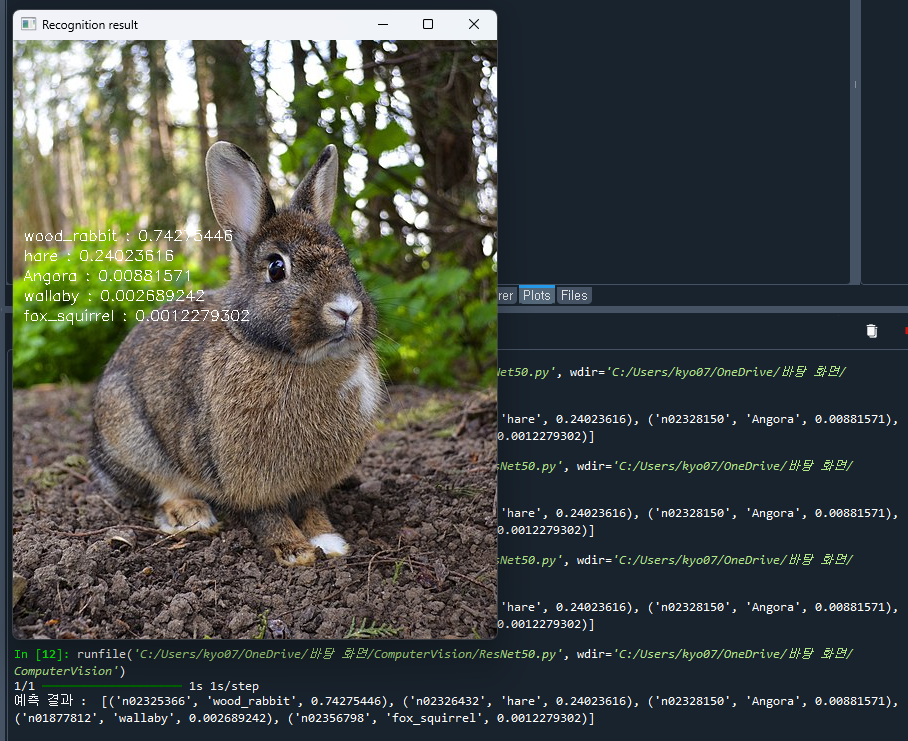 Recognition result
wood_rabbit : 0.74275446
hare : 0.24023616
Angora : 0.00881571
wallaby : 0.002689242
fox_squirrel : 0.0012279302
rer Plots Files
Net50.py', wdir='C:/Users/kyo07/OneDrive/바탕 화면/
'hare', 0.24023616), ('n02328150', 'Angora', 0.00881571),
0.0012279302)]
sNet50.py', wdir='C:/Users/kyo07/OneDrive/바탕 화면/
'hare', 0.24023616), ('n02328150', 'Angora', 0.00881571),
0.0012279302)]
sNet50.py', wdir='C:/Users/kyo07/OneDrive/바탕 화면/
'hare', 0.24023616), ('n02328150', 'Angora', 0.00881571),
0.0012279302)]
In [12]: runfile('C:/Users/kyo07/OneDrive/바탕 화면/ComputerVision/ResNet50.py', wdir='C:/Users/kyo07/OneDrive/바탕 화면/
ComputerVision')
1/1 1s 1s/step
예측 결과 : [('n02325366', 'wood_rabbit', 0.74275446), ('n02326432', 'hare', 0.24023616), ('n02328150', 'Angora', 0.00881571),
('n01877812', 'wallaby', 0.002689242), ('n02356798', 'fox_squirrel', 0.0012279302)]